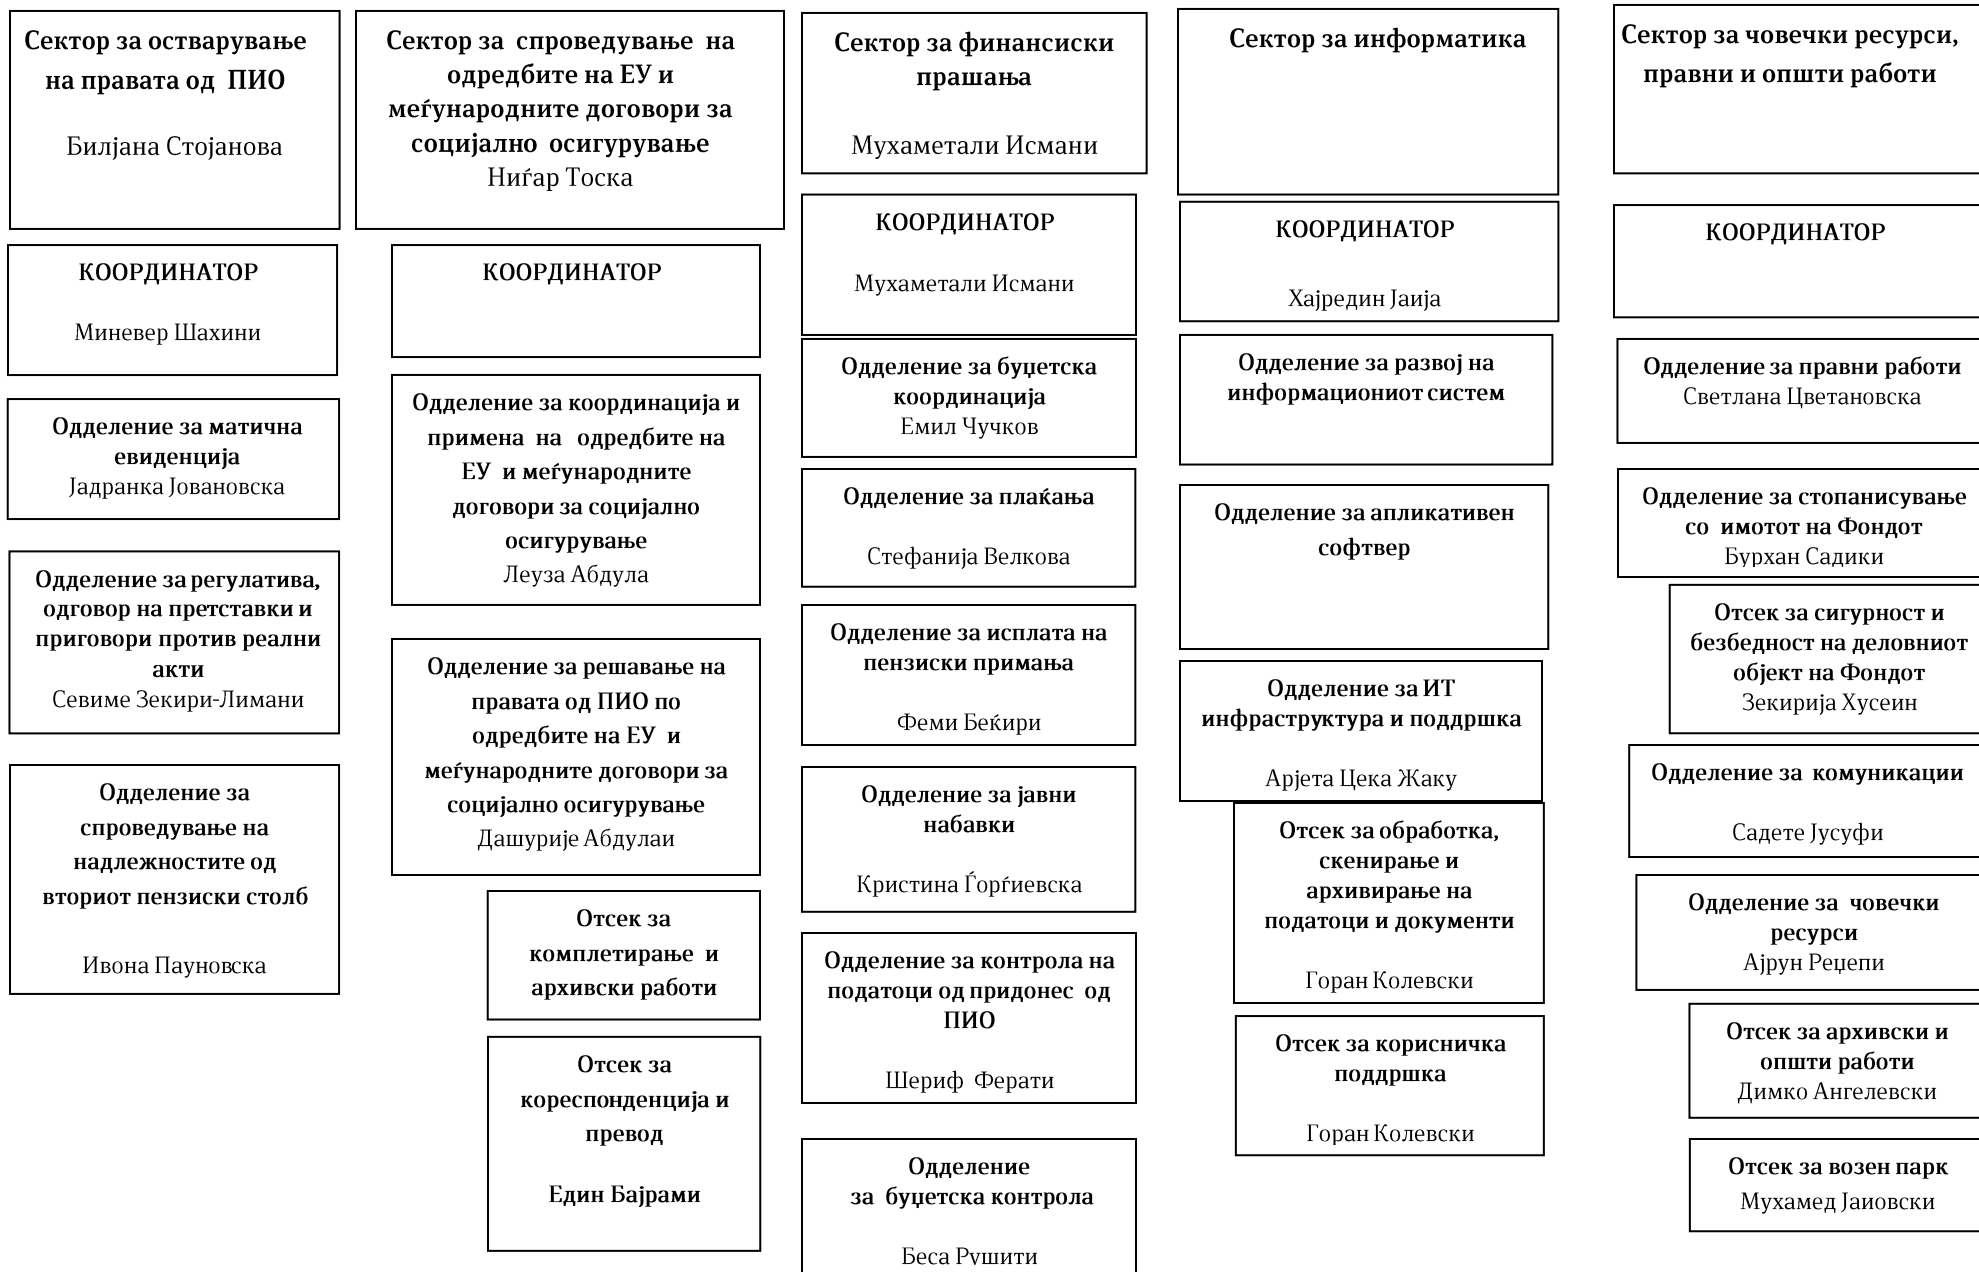 Сектор за остварување
на правата од ПИО
Билјана Стојанова
КООРДИНАТОР
Миневер Шахини
Одделение за матична
евиденција
Јадранка Јовановска
Одделение за регулатива,
одговор на претставки и
приговори против реални
акти
Севиме Зекири-Лимани
Одделение за
спроведување на
надлежностите од
вториот пензиски столб
Ивона Пауновска
Сектор за спроведување на
одредбите на ЕУ и
меѓународните договори за
социјално осигурување
Ниѓар Тоска
КООРДИНАТОР
Одделение за координација и
примена на одредбите на
ЕУ и меѓународните
договори за социјално
осигурување
Леуза Абдула
Одделение за решавање на
правата од ПИО по
одредбите на ЕУ и
меѓународните договори за
социјално осигурување
Дашурије Абдулаи
Отсек за
комплетирање и
архивски работи
Отсек за
кореспонденција и
превод
Един Бајрами
Сектор за финансиски
прашања
Мухаметали Исмани
КООРДИНАТОР
Мухаметали Исмани
Одделение за буџетска
координација
Емил Чучков
Одделение за плаќања
Стефанија Велкова
Одделение за исплата на
пензиски примања
Феми Беќири
Одделение за јавни
набавки
Кристина Ѓорѓиевска
Одделение за контрола на
податоци од придонес од
ПИО
Шериф Ферати
Одделение
за буџетска контрола
Беса Рушити
Сектор за информатика
КООРДИНАТОР
Хајредин Јаија
Одделение за развој на
информациониот систем
Одделение за апликативен
софтвер
Одделение за ИТ
инфраструктура и поддршка
Арјета Цека Жаку
Отсек за обработка,
скенирање и
архивирање на
податоци и документи
Горан Колевски
Отсек за корисничка
поддршка
Горан Колевски
Сектор за човечки ресурси,
правни и општи работи
КООРДИНАТОР
Одделение за правни работи
Светлана Цветановска
Одделение за стопанисување
со имотот на Фондот
Бурхан Садики
Отсек за сигурност и
безбедност на деловниот
објект на Фондот
Зекирија Хусеин
Одделение за комуникации
Садете Јусуфи
Одделение за човечки
ресурси
Ајрун Реџепи
Отсек за архивски и
општи работи
Димко Ангелевски
Отсек за возен парк
Мухамед Јаиовски